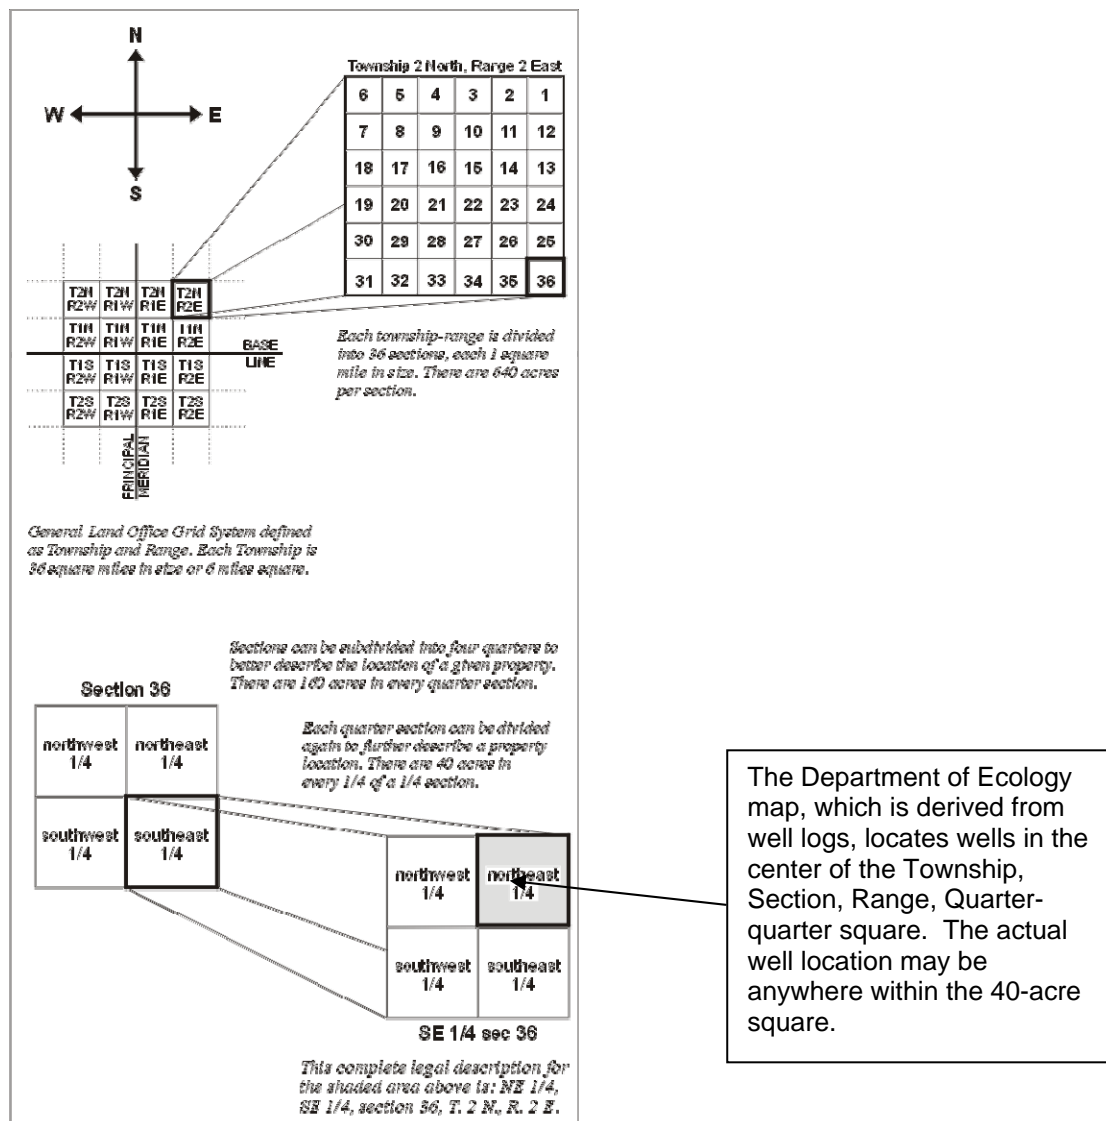 N
W E
S
Township 2 North, Range 2 East
6 5 4 3 2 1
7 8 9 10 11 12
18 17 16 15 14 13
19 20 21 22 23 24
30 29 28 27 26 25
31 32 33 34 35 36
T2N T2N T2N T2N
R2W R1W R1E R2E
T1N T1N T1N T1N
R2W R1W R1E R2E
BASE
LINE
T1S T1S T1S T1S
R2W R1W R1E R2E
T2S T2S T2S T2S
R2W R1W R1E R2E
PRINCIPAL
MERIDIAN
Each township-range is divided
into 36 sections, each 1 square
mile in size. There are 640 acres
per section.
General Land Office Grid System defined
as Township and Range. Each Township is
36 square miles in size or 6 miles square.
Sections can be subdivided into four quarters to
better describe the location of a given property.
There are 160 acres in every quarter section.
Section 36
northwest northeast
1/4 1/4
southwest southeast
1/4 1/4
Each quarter section can be divided
again to further describe a property
location. There are 40 acres in
every 1/4 of a 1/4 section.
northwest northeast
1/4 1/4
southwest southeast
1/4 1/4
SE 1/4 sec 36
This complete legal description for
the shaded area above is: NE 1/4,
SE 1/4, section 36, T. 2 N., R. 2 E.
The Department of Ecology
map, which is derived from
well logs, locates wells in the
center of the Township,
Section, Range, Quarter-
quarter square.  The actual
well location may be
anywhere within the 40-acre
square.